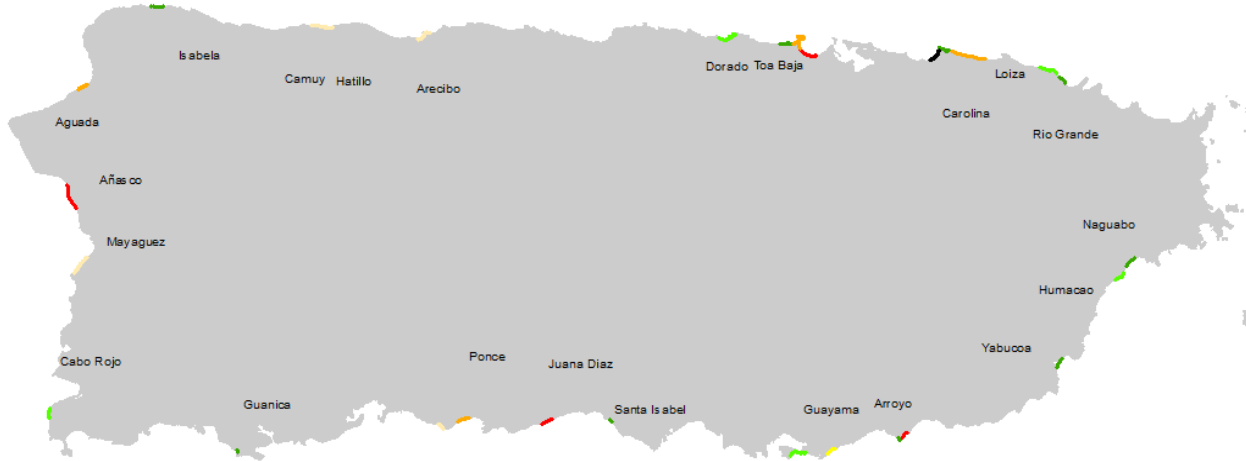 Isabela
Camuy
Hatillo
Arecibo
Dorado
Toa Baja
Loiza
Carolina
Rio Grande
Aguada
Añasco
Mayaguez
Naguabo
Humacao
Yabucoa
Cabo Rojo
Ponce
Juana Diaz
Guanica
Santa Isabel
Guayama
Arroyo